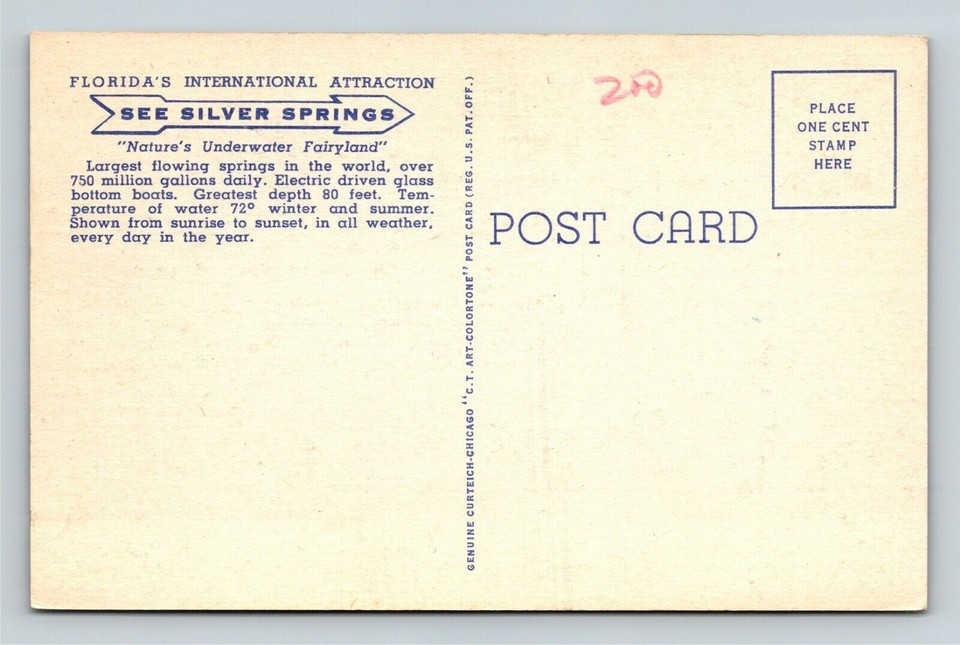 FLORIDA'S INTERNATIONAL ATTRACTION
SEE SILVER SPRINGS
"Nature's Underwater Fairyland"
Largest flowing springs in the world, over
750 million gallons daily. Electric driven glass
bottom boats. Greatest depth 80 feet. Tem-
perature of water 72° winter and summer.
Shown from sunrise to sunset, in all weather,
every day in the year.
GENUINE CURTEICH-CHICAGO "C.T. ART-COLORTONE" POST CARD (REG. U.S. PAT. OFF.)
200
POST CARD
PLACE
ONE CENT
STAMP
HERE